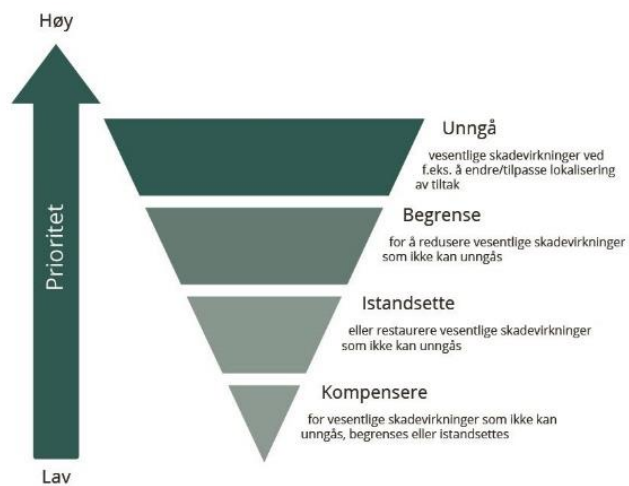 Høy
Prioritet
Lav
Unngå
vesentlige skadevirkninger ved
f.eks. å endre/tilpasse lokalisering
av tiltak
Begrense
for å redusere vesentlige skadevirkninger
som ikke kan unngås
Istandsette
eller restaurere vesentlige skadevirkninger
som ikke kan unngås
Kompensere
for vesentlige skadevirkninger som ikke kan
unngås, begrenses eller istandsettes